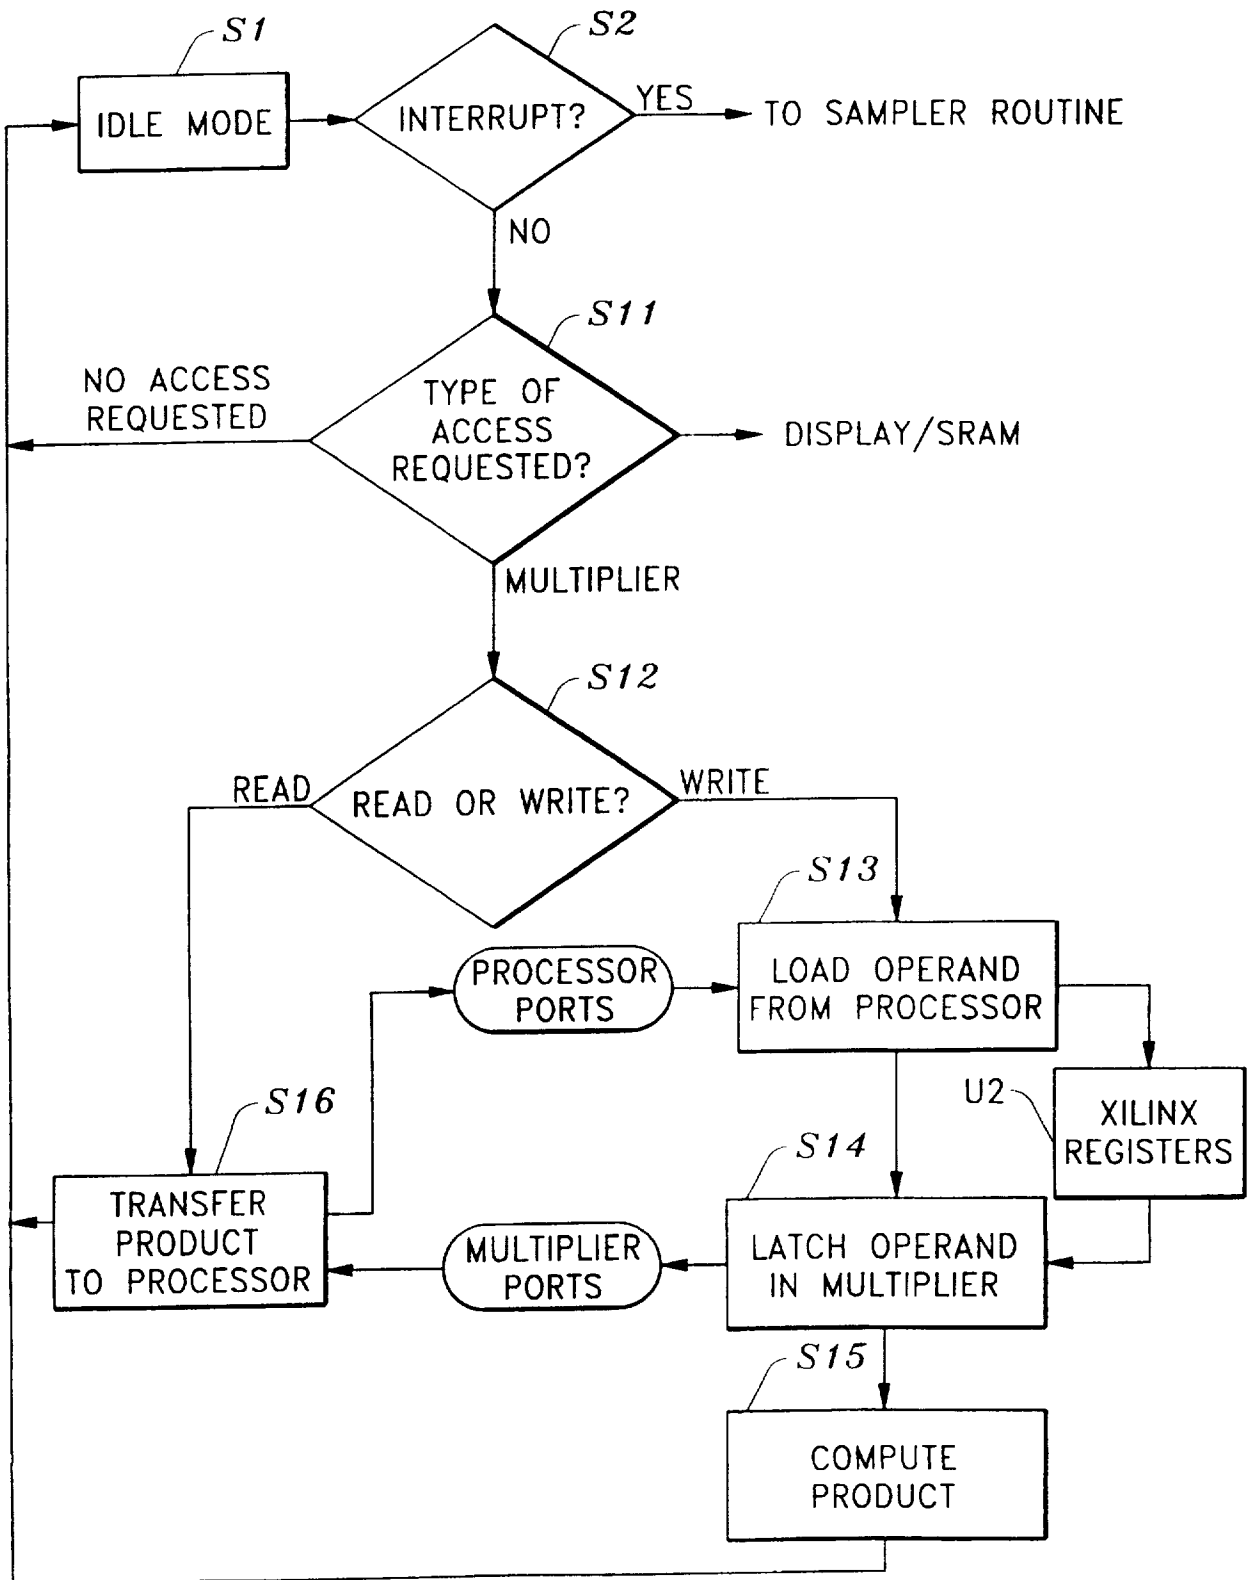 S1
S2
IDLE MODE
INTERRUPT?
YES
TO SAMPLER ROUTINE
NO
S11
NO ACCESS
REQUESTED
TYPE OF
ACCESS
REQUESTED?
DISPLAY/SRAM
MULTIPLIER
S12
READ
READ OR WRITE?
WRITE
S13
PROCESSOR
PORTS
LOAD OPERAND
FROM PROCESSOR
S16
U2
XILINX
REGISTERS
S14
TRANSFER
PRODUCT
TO PROCESSOR
MULTIPLIER
PORTS
LATCH OPERAND
IN MULTIPLIER
S15
COMPUTE
PRODUCT